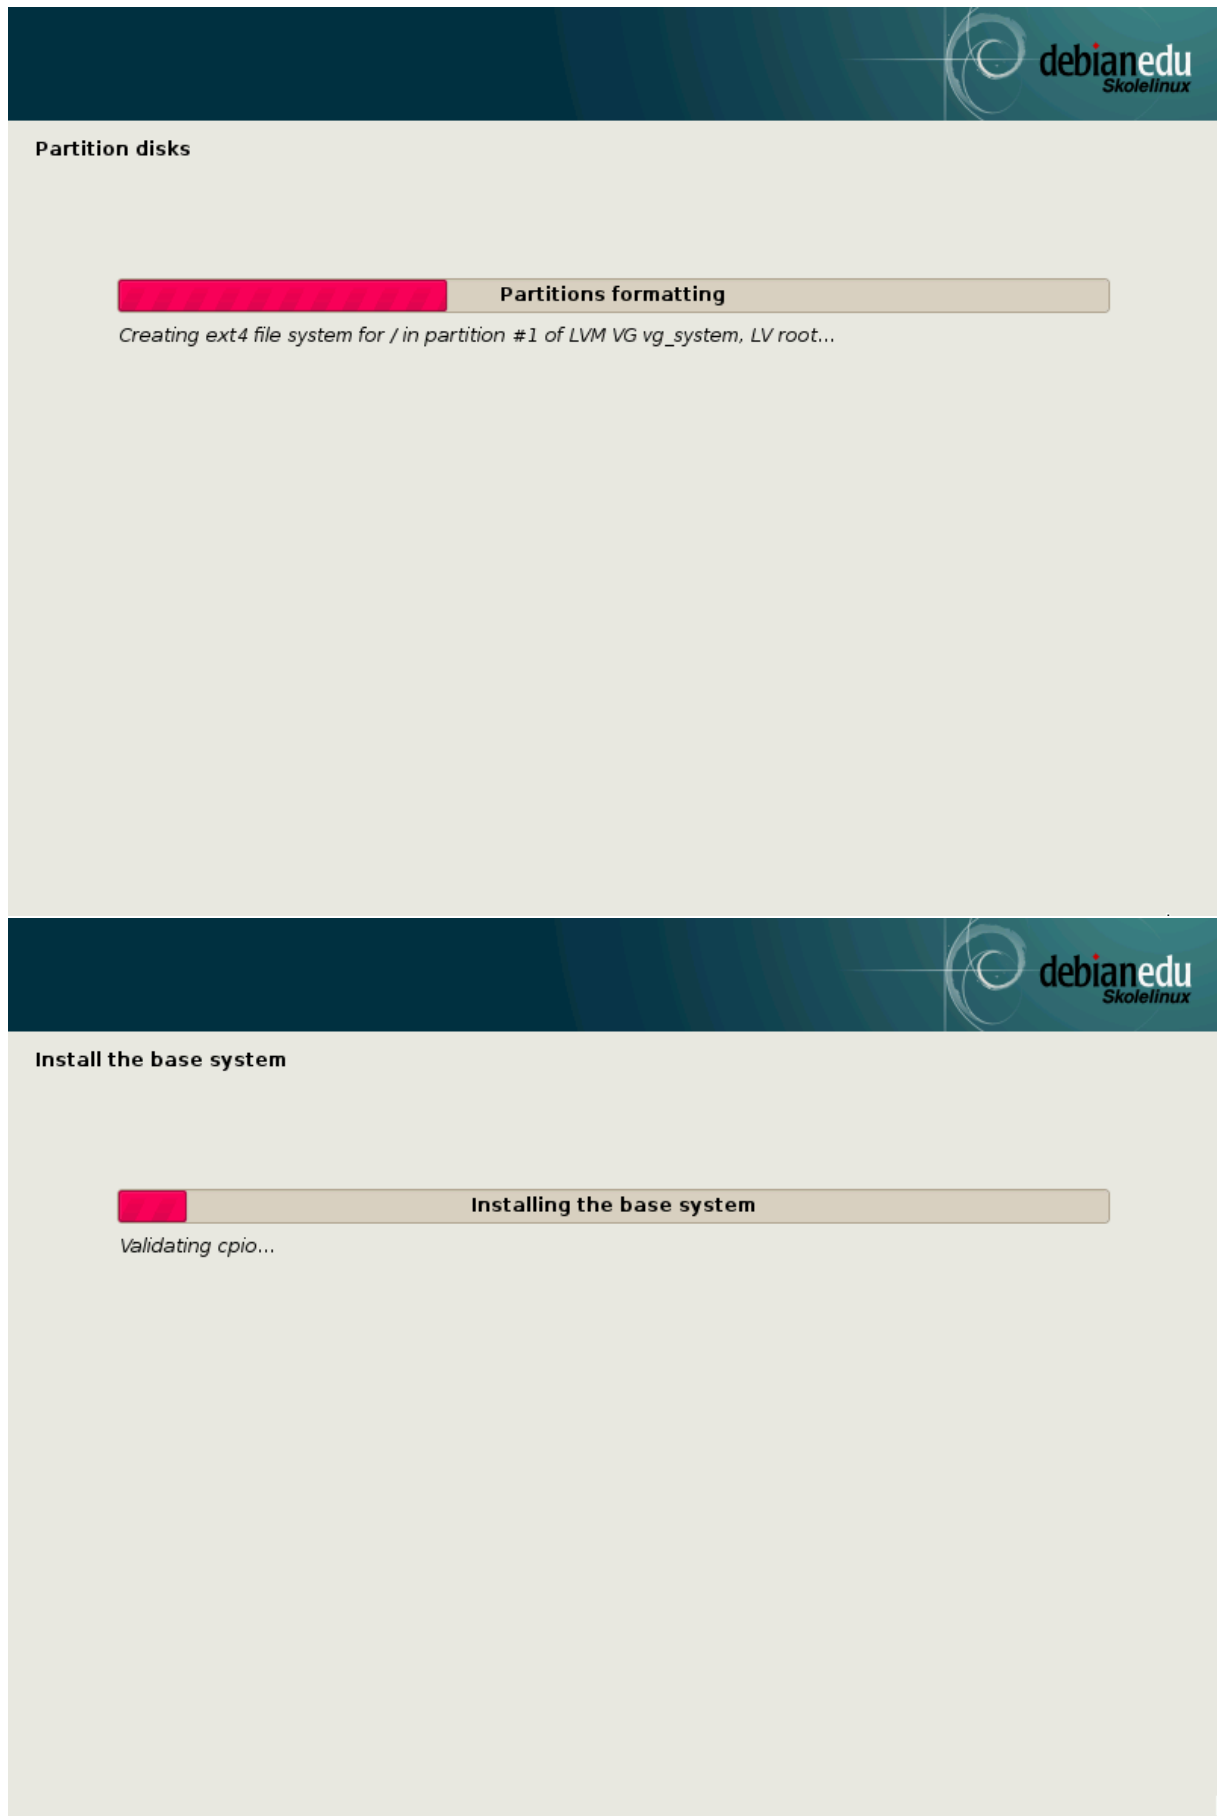 debianedu
Skolelinux
Partition disks
Partitions formatting
Creating ext4 file system for / in partition #1 of LVM VG vg_system, LV root...
debianedu
Skolelinux
Install the base system
Installing the base system
Validating cpio...